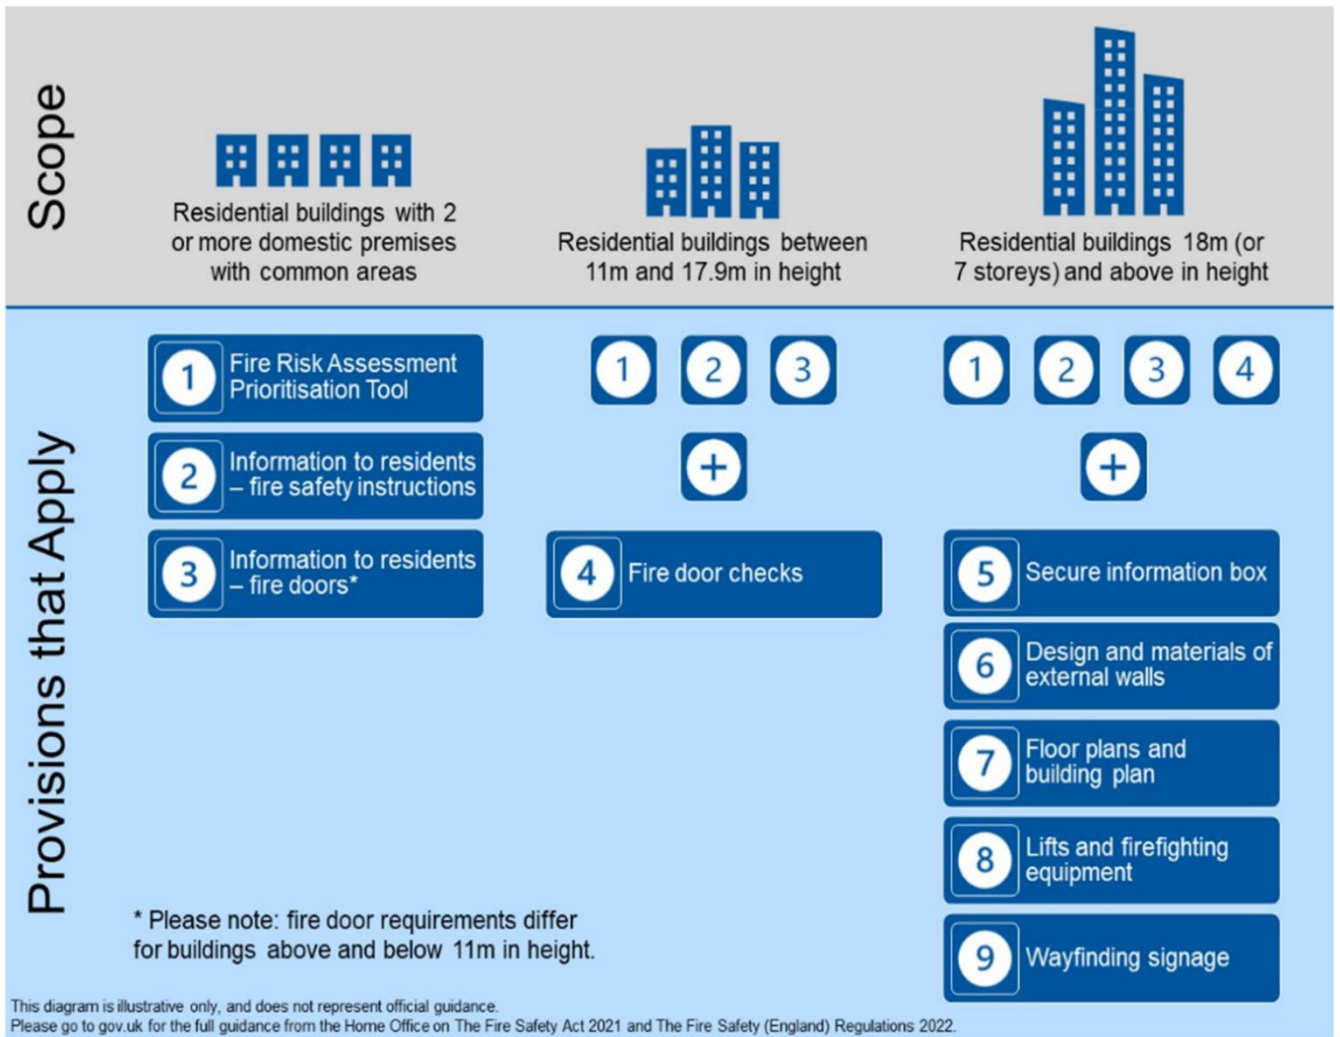 Scope
Residential buildings with 2
or more domestic premises
with common areas
Residential buildings between
11m and 17.9m in height
Residential buildings 18m (or
7 storeys) and above in height
Provisions that Apply
1
Fire Risk Assessment
Prioritisation Tool
2
Information to residents
– fire safety instructions
3
Information to residents
– fire doors*
1 2 3
+
4 Fire door checks
1 2 3 4
+
5 Secure information box
6
Design and materials of
external walls
7
Floor plans and
building plan
8
Lifts and firefighting
equipment
9 Wayfinding signage
* Please note: fire door requirements differ
for buildings above and below 11m in height.
This diagram is illustrative only, and does not represent official guidance.
Please go to gov.uk for the full guidance from the Home Office on The Fire Safety Act 2021 and The Fire Safety (England) Regulations 2022.